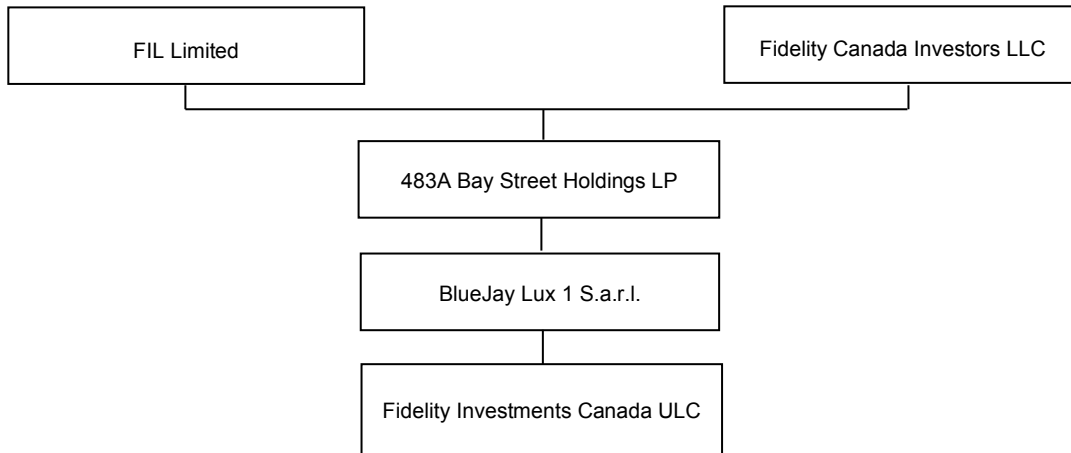 FIL Limited
Fidelity Canada Investors LLC
483A Bay Street Holdings LP
BlueJay Lux 1 S.a.r.l.
Fidelity Investments Canada ULC